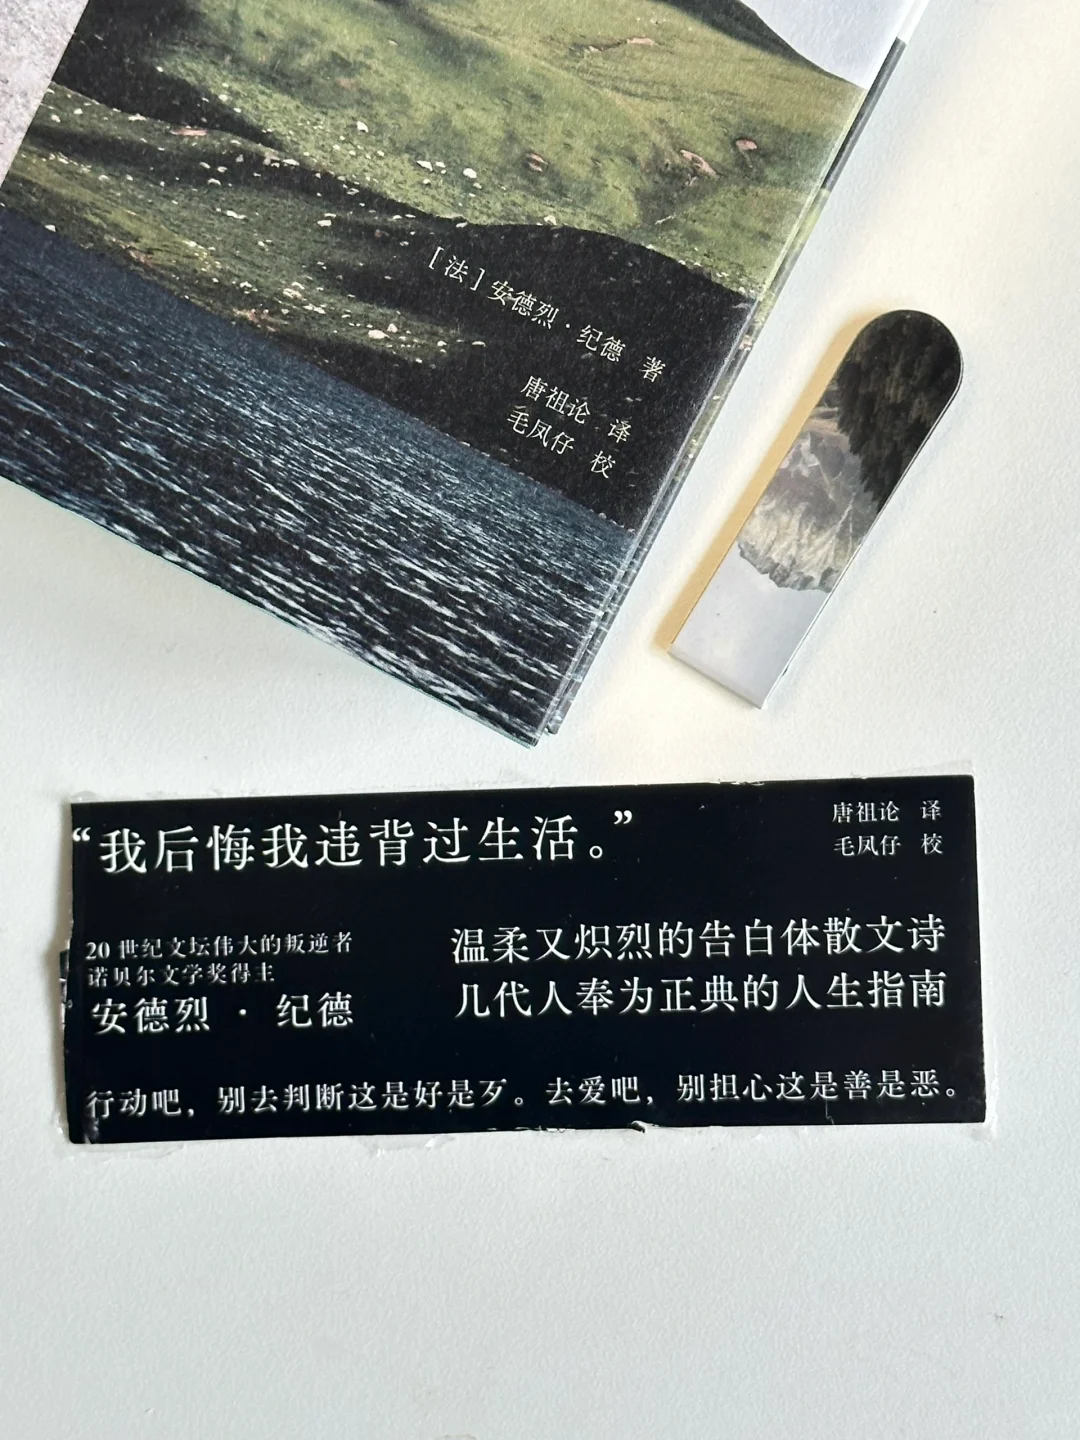 [法]安德烈·纪德 著
唐祖论 译
毛凤仔 校
“我后悔我违背过生活。”
唐祖论 译
毛凤仔 校
20世纪文坛伟大的叛逆者
诺贝尔文学奖得主
安德烈·纪德
温柔又炽烈的告白体散文诗
几代人奉为正典的人生指南
行动吧，别去判断这是好是歹。去爱吧，别担心这是善是恶。